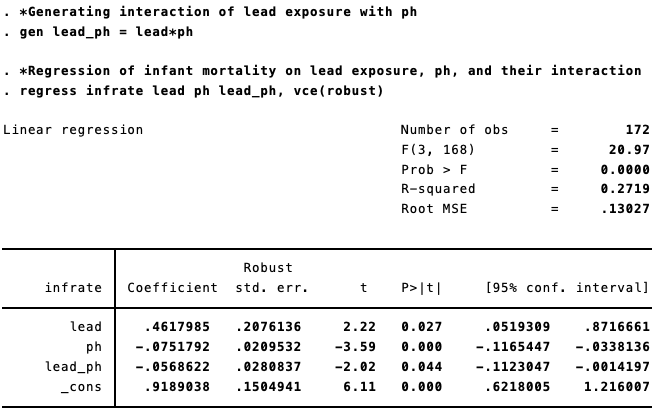 . *Generating interaction of lead exposure with ph
. gen lead_ph = lead*ph
. *Regression of infant mortality on lead exposure, ph, and their interaction
. regress infrate lead ph lead_ph, vce(robust)
Linear regression Number of obs = 172
F(3, 168) = 20.97
Prob > F = 0.0000
R-squared = 0.2719
Root MSE = .13027
Robust
infrate Coefficient std. err. t P>|t| [95% conf. interval]
lead .4617985 .2076136 2.22 0.027 .0519309 .8716661
ph -.0751792 .0209532 -3.59 0.000 -.1165447 -.0338136
lead_ph -.0568622 .0280837 -2.02 0.044 -.1123047 -.0014197
_cons .9189038 .1504941 6.11 0.000 .6218005 1.216007